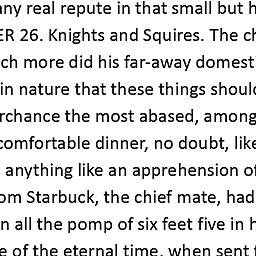 any real repute in that small but h
ER 26. Knights and Squires. The ch
ch more did his far-away domest
in nature that these things shoul
rchance the most abased, among
comfortable dinner, no doubt, like
anything like an apprehension of
om Starbuck, the chief mate, had
n all the pomp of six feet five in h
e of the eternal time, when sent f